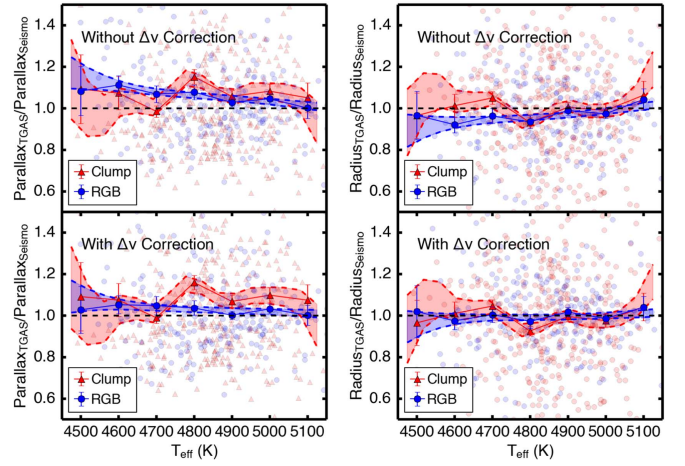 Without Δν Correction
Parallax_TGAS/Parallax_Seismo
1.4
1.2
1.0
0.8
0.6
Clump
RGB
Without Δν Correction
Radius_TGAS/Radius_Seismo
1.4
1.2
1.0
0.8
0.6
Clump
RGB
With Δν Correction
Parallax_TGAS/Parallax_Seismo
1.4
1.2
1.0
0.8
0.6
Clump
RGB
4500 4600 4700 4800 4900 5000 5100
T_eff (K)
With Δν Correction
Radius_TGAS/Radius_Seismo
1.4
1.2
1.0
0.8
0.6
Clump
RGB
4500 4600 4700 4800 4900 5000 5100
T_eff (K)